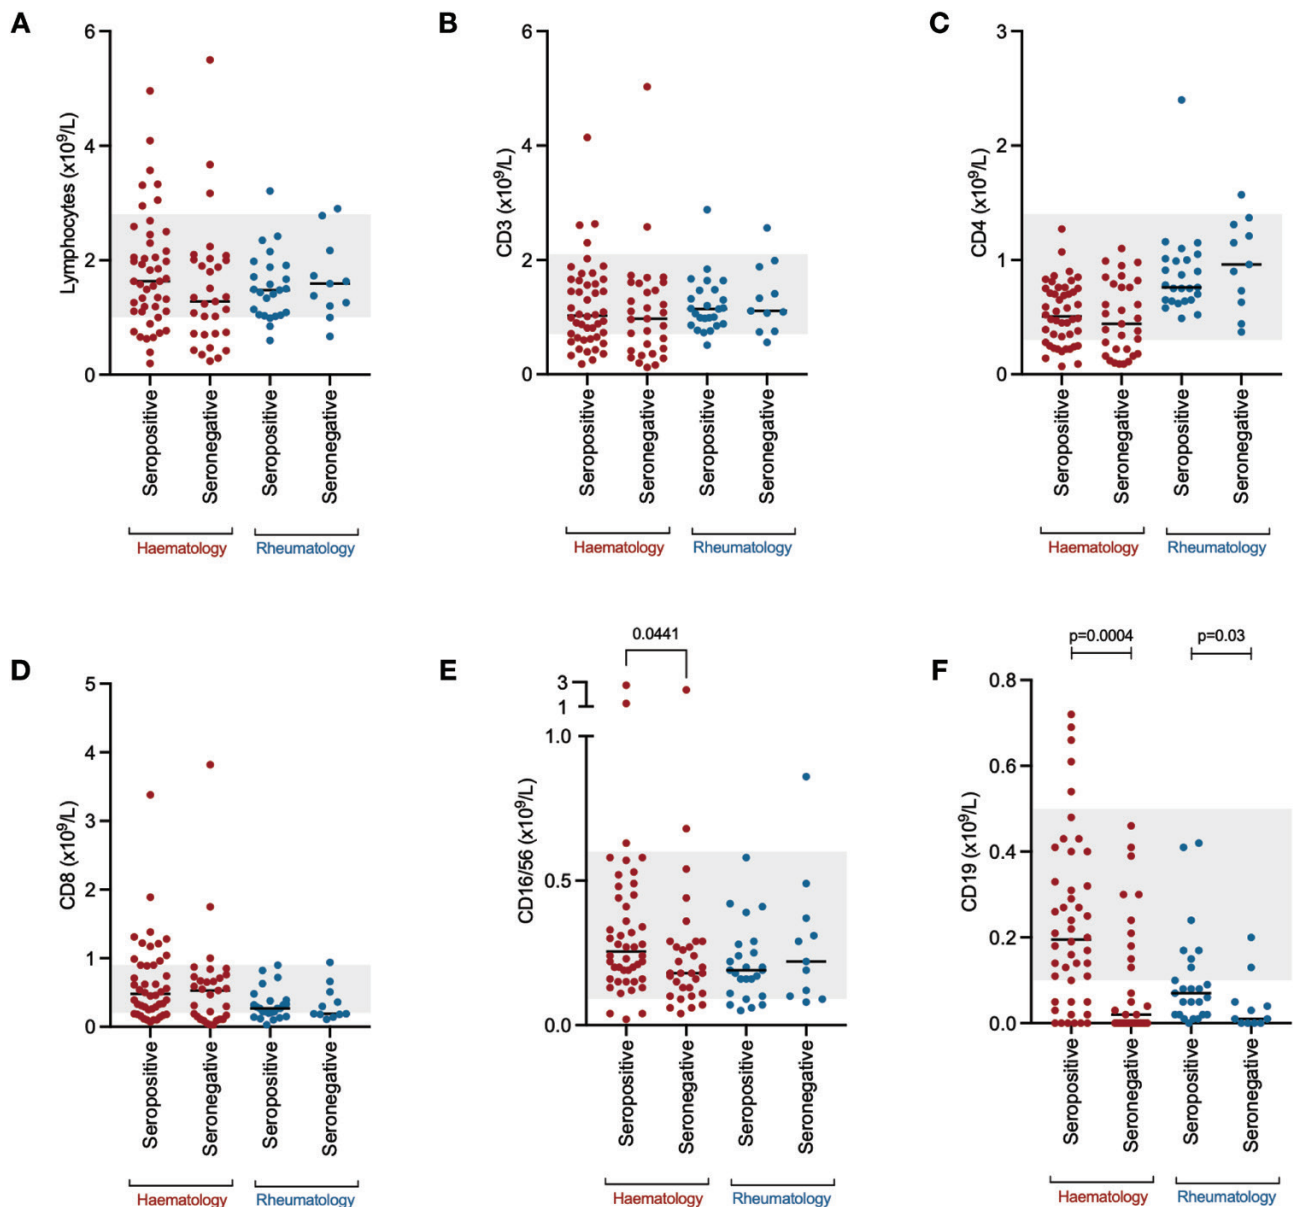 A
B
C
6
4
2
0
Lymphocytes (x10⁹/L)
Seropositive
Seronegative
Seropositive
Seronegative
Haematology
Rheumatology
6
4
2
0
CD3 (x10⁹/L)
Seropositive
Seronegative
Seropositive
Seronegative
Haematology
Rheumatology
3
2
1
0
CD4 (x10⁹/L)
Seropositive
Seronegative
Seropositive
Seronegative
Haematology
Rheumatology
D
E
F
5
4
3
2
1
0
CD8 (x10⁹/L)
Seropositive
Seronegative
Seropositive
Seronegative
Haematology
Rheumatology
0.0441
3
1
1.0
0.5
0.0
CD16/56 (x10⁹/L)
Seropositive
Seronegative
Seropositive
Seronegative
Haematology
Rheumatology
p=0.0004
p=0.03
0.8
0.6
0.4
0.2
0.0
CD19 (x10⁹/L)
Seropositive
Seronegative
Seropositive
Seronegative
Haematology
Rheumatology